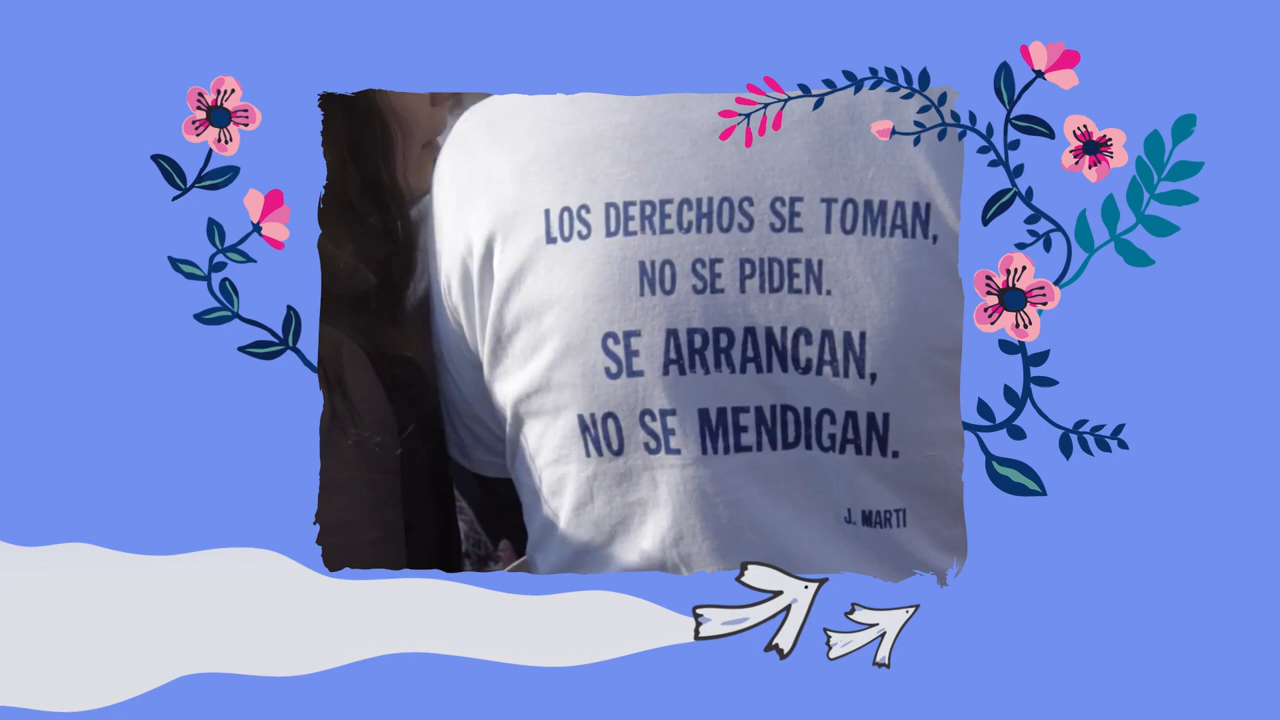 LOS DERECHOS SE TOMAN,
NO SE PIDEN.
SE ARRANCAN,
NO SE MENDIGAN.
J. MARTI